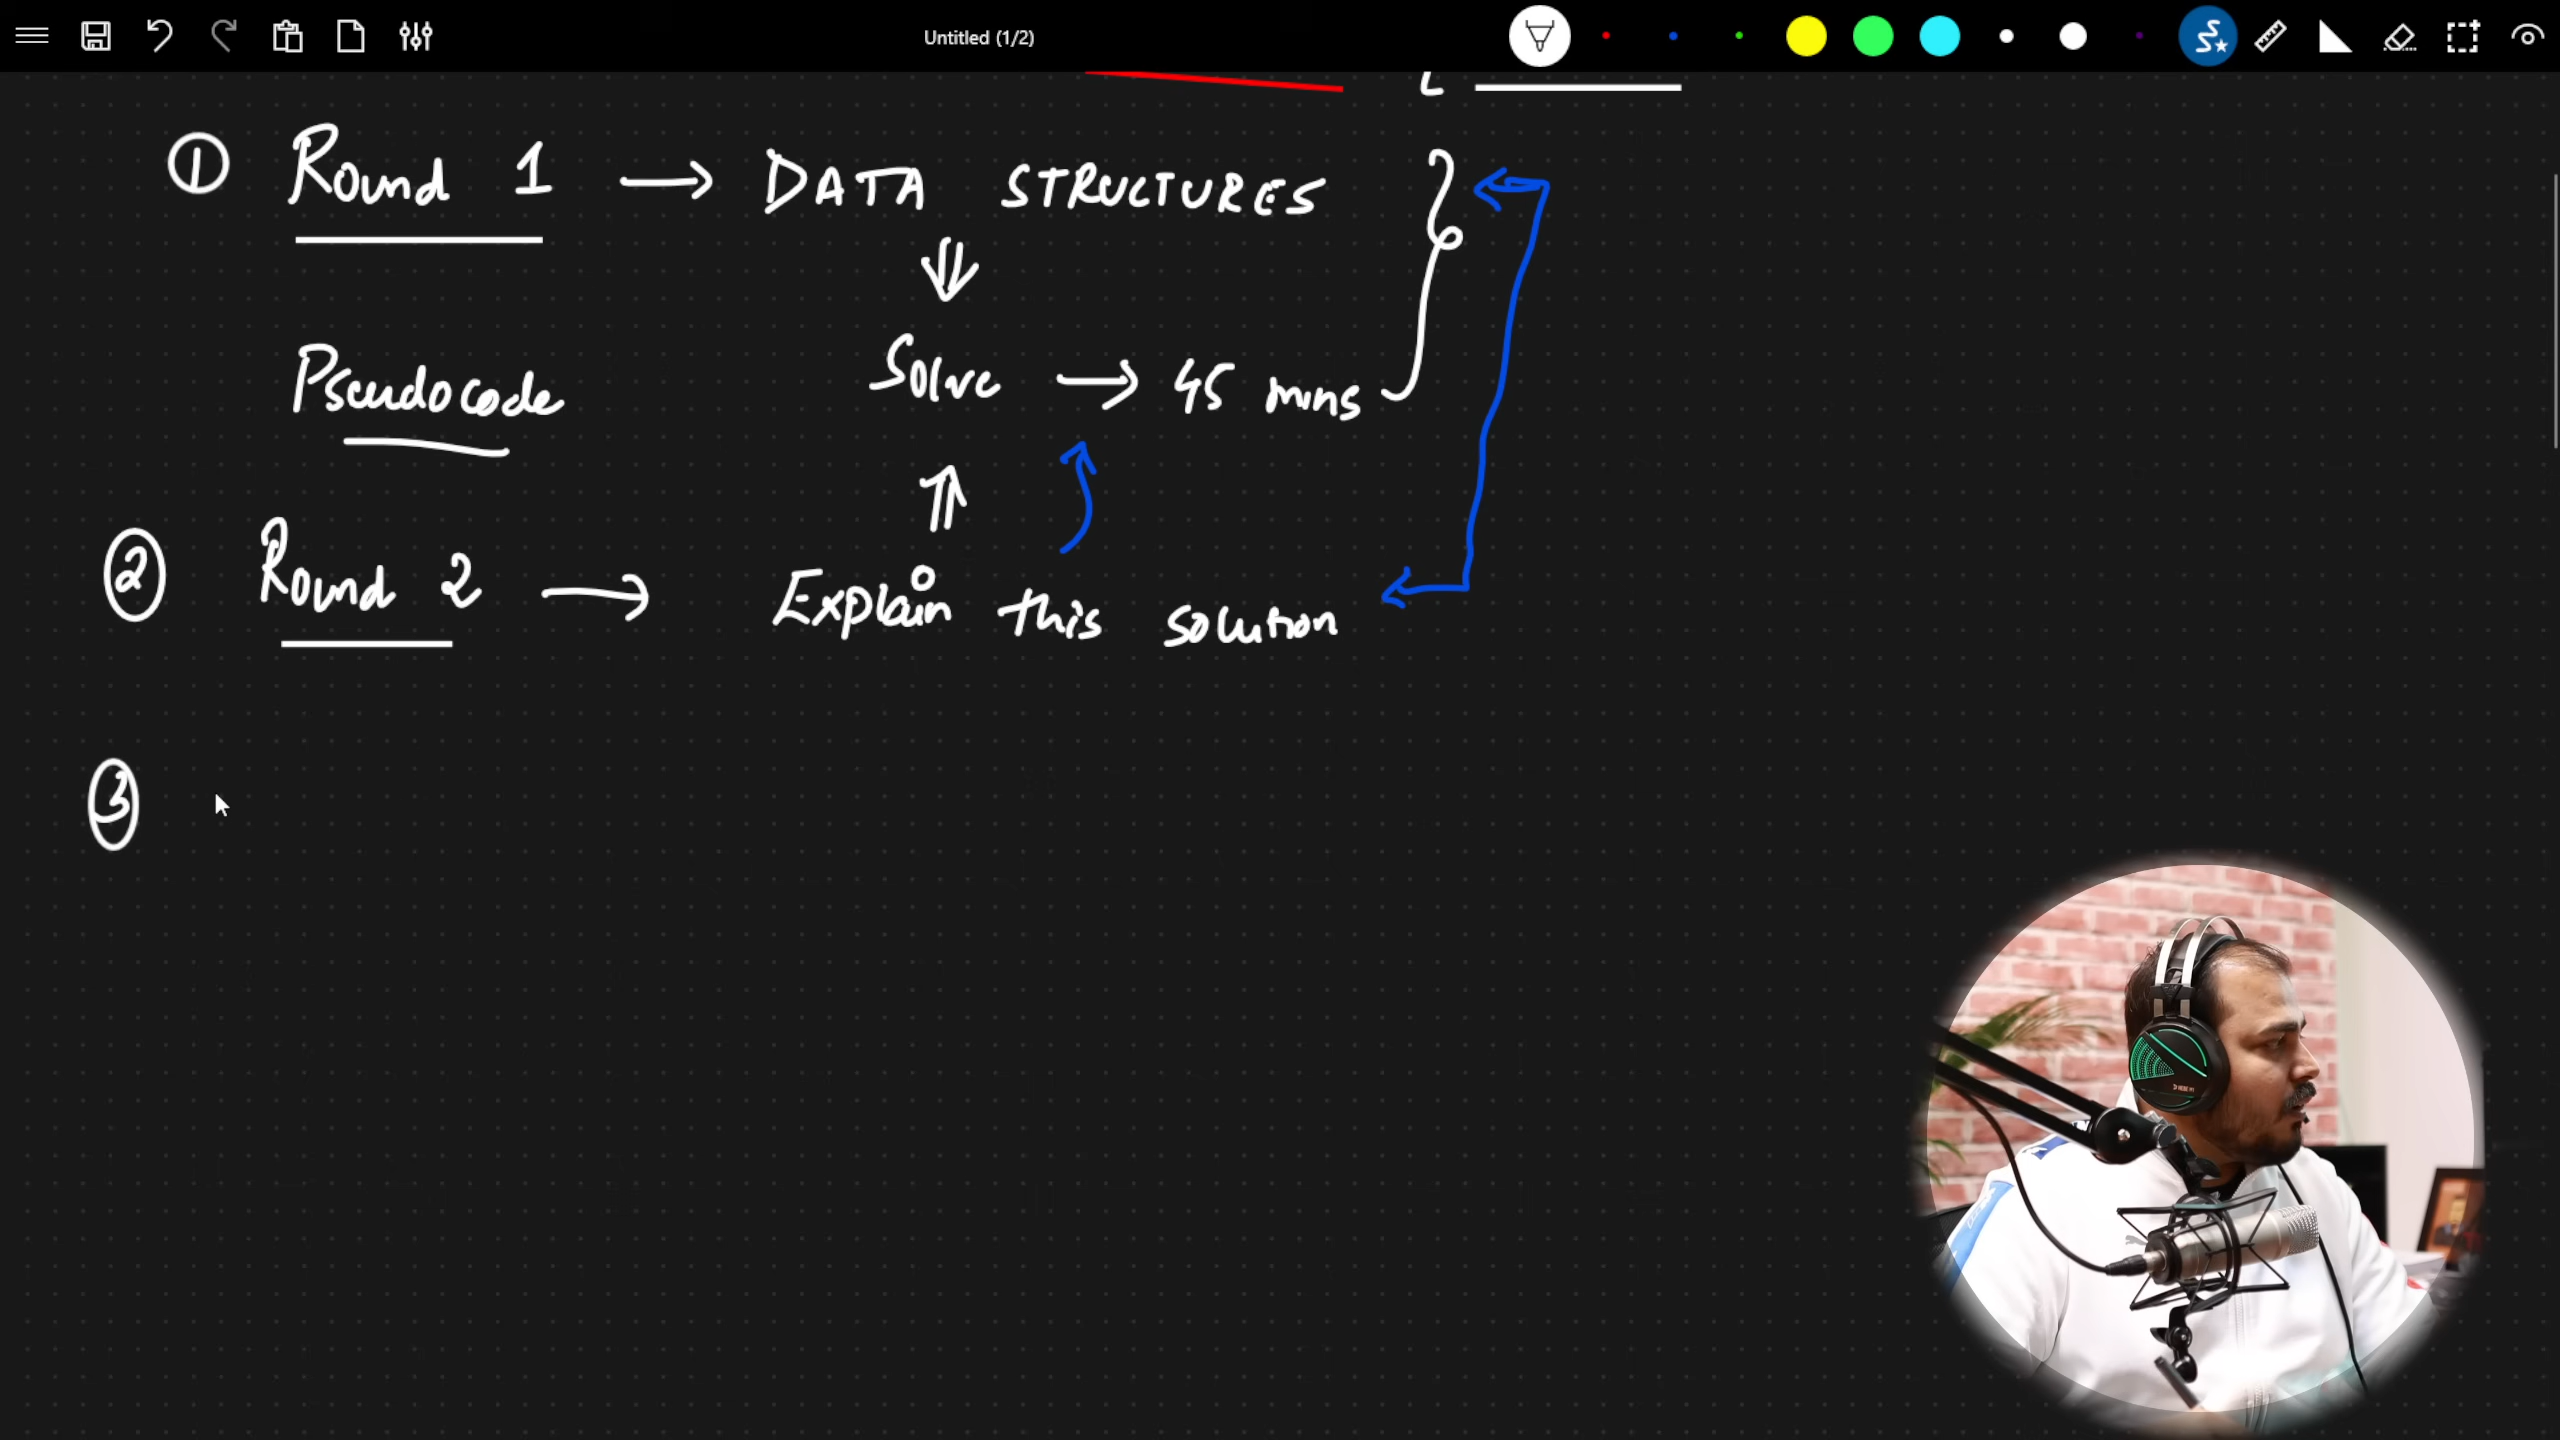 Untitled (1/2)
① Round 1 → DATA STRUCTURES
Pseudocode
Solve → 45 mins
② Round 2 → Explain this solution
③